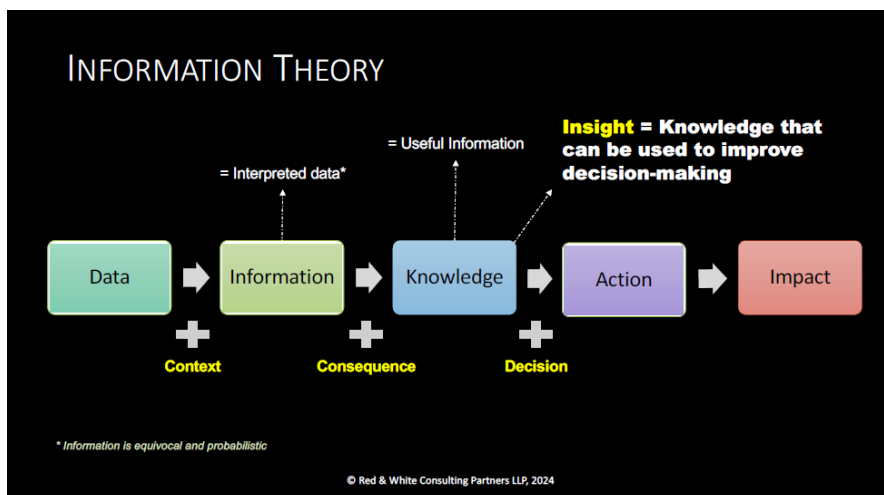 INFORMATION THEORY
Insight = Knowledge that
can be used to improve
decision-making
= Useful Information
= Interpreted data*
Data
Information
Knowledge
Action
Impact
Context
Consequence
Decision
* Information is equivocal and probabilistic
© Red & White Consulting Partners LLP, 2024